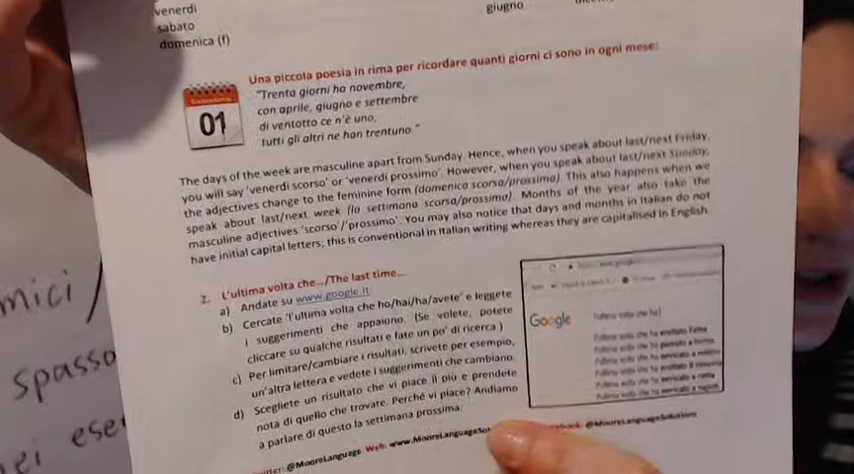 venerdì
sabato
domenica (f)
giugno
Una piccola poesia in rima per ricordare quanti giorni ci sono in ogni mese:
"Trenta giorni ha novembre,
con aprile, giugno e settembre
di ventotto ce n'è uno,
tutti gli altri ne han trentuno."
01
The days of the week are masculine apart from Sunday. Hence, when you speak about last/next Friday,
you will say 'venerdì scorso' or 'venerdì prossimo'. However, when you speak about last/next Sunday,
the adjectives change to the feminine form (domenica scorsa/prossima). This also happens when we
speak about last/next week (la settimana scorsa/prossima). Months of the year also take the
masculine adjectives 'scorso'/'prossimo'. You may also notice that days and months in Italian do not
have initial capital letters; this is conventional in Italian writing whereas they are capitalised in English.
2. L'ultima volta che.../The last time...
a) Andate su www.google.it
b) Cercate 'l'ultima volta che ho/hai/ha/avete' e leggete
i suggerimenti che appaiono. (Se volete, potete
cliccare su qualche risultati e fate un po' di ricerca.)
c) Per limitare/cambiare i risultati, scrivete per esempio,
un'altra lettera e vedete i suggerimenti che cambiano.
d) Scegliete un risultato che vi piace il più e prendete
nota di quello che trovate. Perché vi piace? Andiamo
a parlare di questo la settimana prossima.
Google
@MooreLanguage Web: www.MooreLanguageSol
@MooreLanguageSolutions
mici/
spasso
ei ese